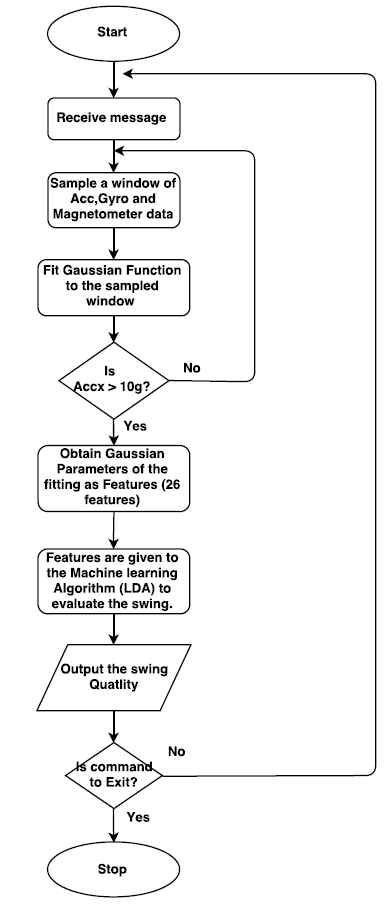 Start
Receive message
Sample a window of
Acc,Gyro and
Magnetometer data
Fit Gaussian Function
to the sampled
window
Is
Accx > 10g?
No
Yes
Obtain Gaussian
Parameters of the
fitting as Features (26
features)
Features are given to
the Machine learning
Algorithm (LDA) to
evaluate the swing.
Output the swing
Quatlity
Is command
to Exit?
No
Yes
Stop